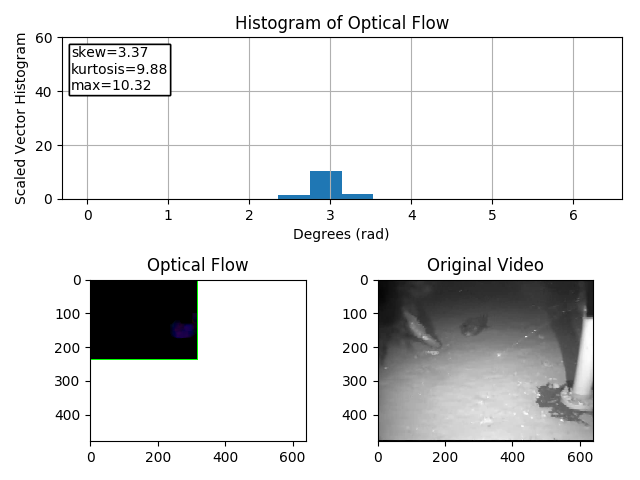 Histogram of Optical Flow
60
40
20
0
Scaled Vector Histogram
skew=3.37
kurtosis=9.88
max=10.32
0 1 2 3 4 5 6
Degrees (rad)
Optical Flow
0
100
200
300
400
0 200 400 600
Original Video
0
100
200
300
400
0 200 400 600